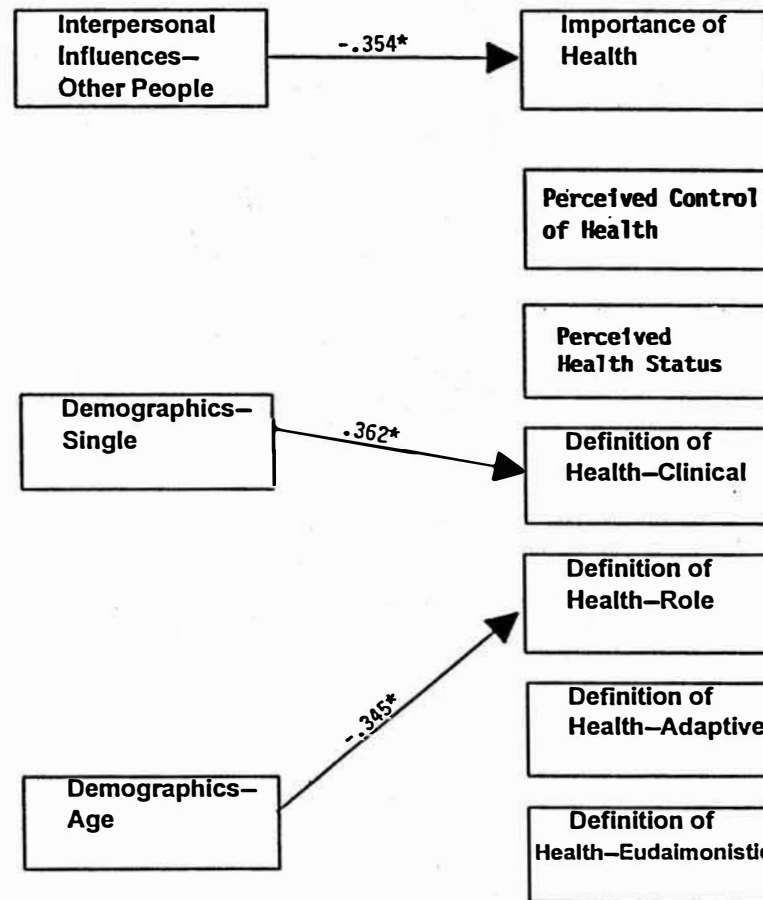 Interpersonal
Influences—
Other People
-.354*
Importance of
Health
Perceived Control
of Health
Perceived
Health Status
Demographics—
Single
.362*
Definition of
Health—Clinical
Definition of
Health—Role
-.345*
Definition of
Health—Adaptive
Demographics—
Age
Definition of
Health—Eudaimonistic